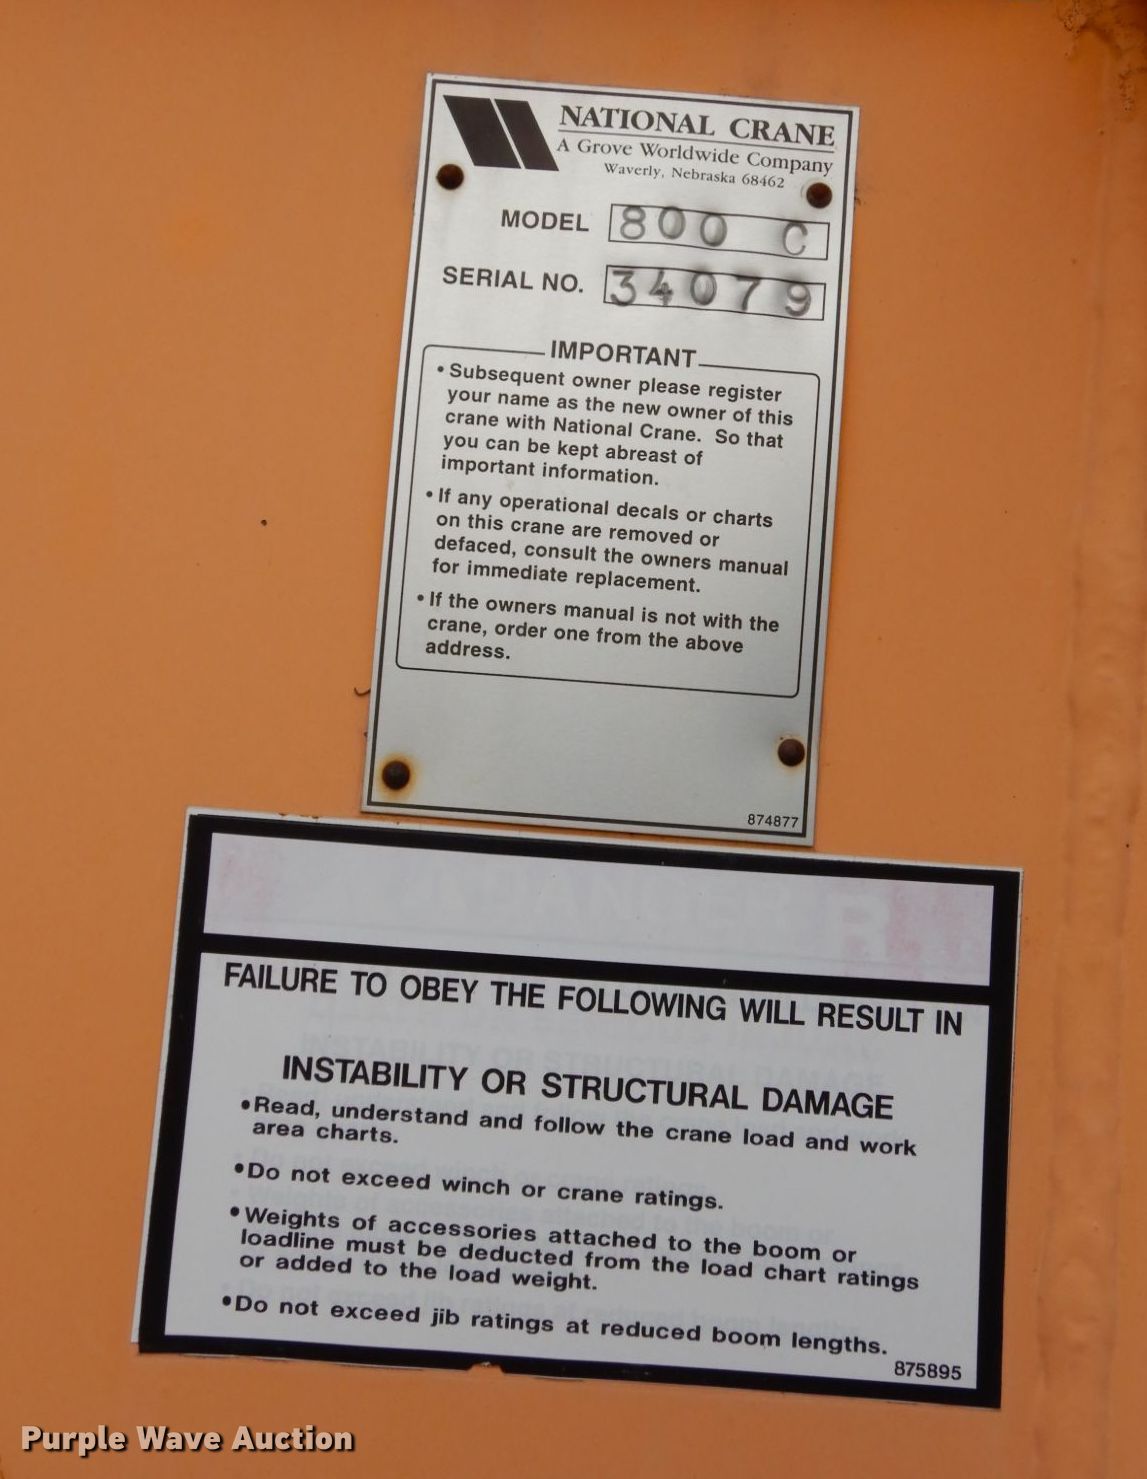 NATIONAL CRANE
A Grove Worldwide Company
Waverly, Nebraska 68462
MODEL 800 C
SERIAL NO. 34079
IMPORTANT
• Subsequent owner please register
your name as the new owner of this
crane with National Crane. So that
you can be kept abreast of
important information.
• If any operational decals or charts
on this crane are removed or
defaced, consult the owners manual
for immediate replacement.
• If the owners manual is not with the
crane, order one from the above
address.
874877
DANGER
FAILURE TO OBEY THE FOLLOWING WILL RESULT IN
INSTABILITY OR STRUCTURAL DAMAGE
•Read, understand and follow the crane load and work
area charts.
•Do not exceed winch or crane ratings.
•Weights of accessories attached to the boom or
loadline must be deducted from the load chart ratings
or added to the load weight.
•Do not exceed jib ratings at reduced boom lengths.
875895
Purple Wave Auction